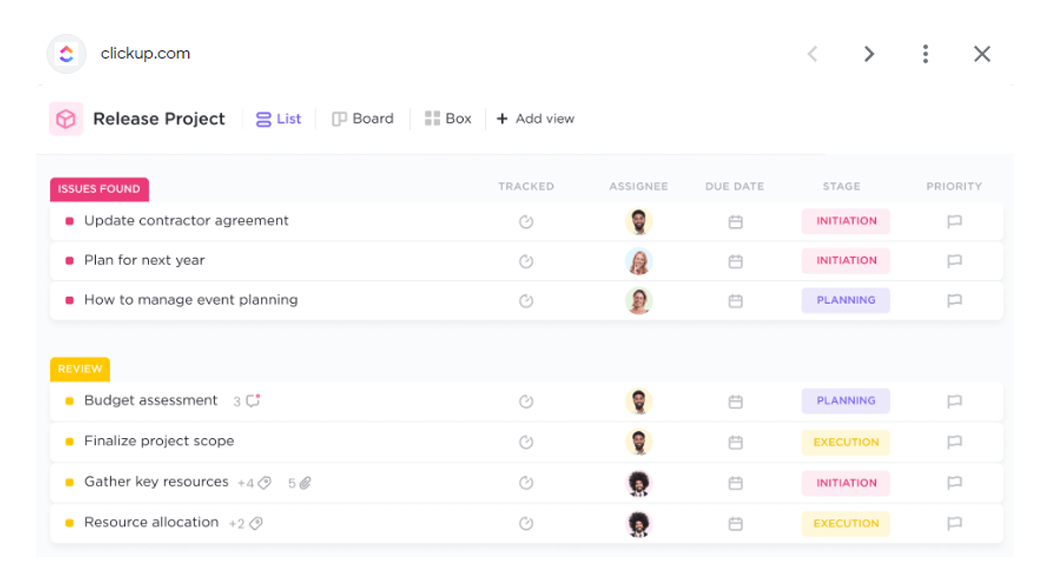 clickup.com
Release Project List Board Box + Add view
ISSUES FOUND TRACKED ASSIGNEE DUE DATE STAGE PRIORITY
Update contractor agreement INITIATION
Plan for next year INITIATION
How to manage event planning PLANNING
REVIEW
Budget assessment 3 PLANNING
Finalize project scope EXECUTION
Gather key resources +4 5 INITIATION
Resource allocation +2 EXECUTION